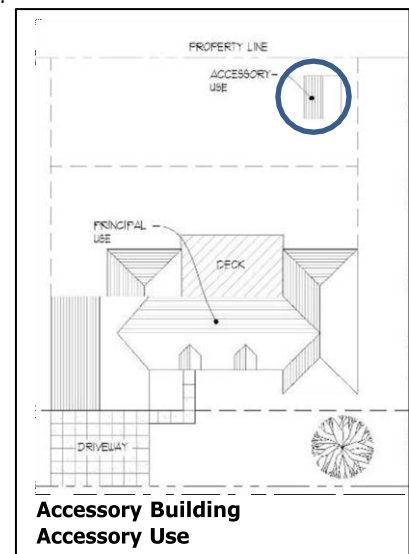 PROPERTY LINE
ACCESSORY
USE
PRINCIPAL
USE
DECK
DRIVEWAY
Accessory Building
Accessory Use